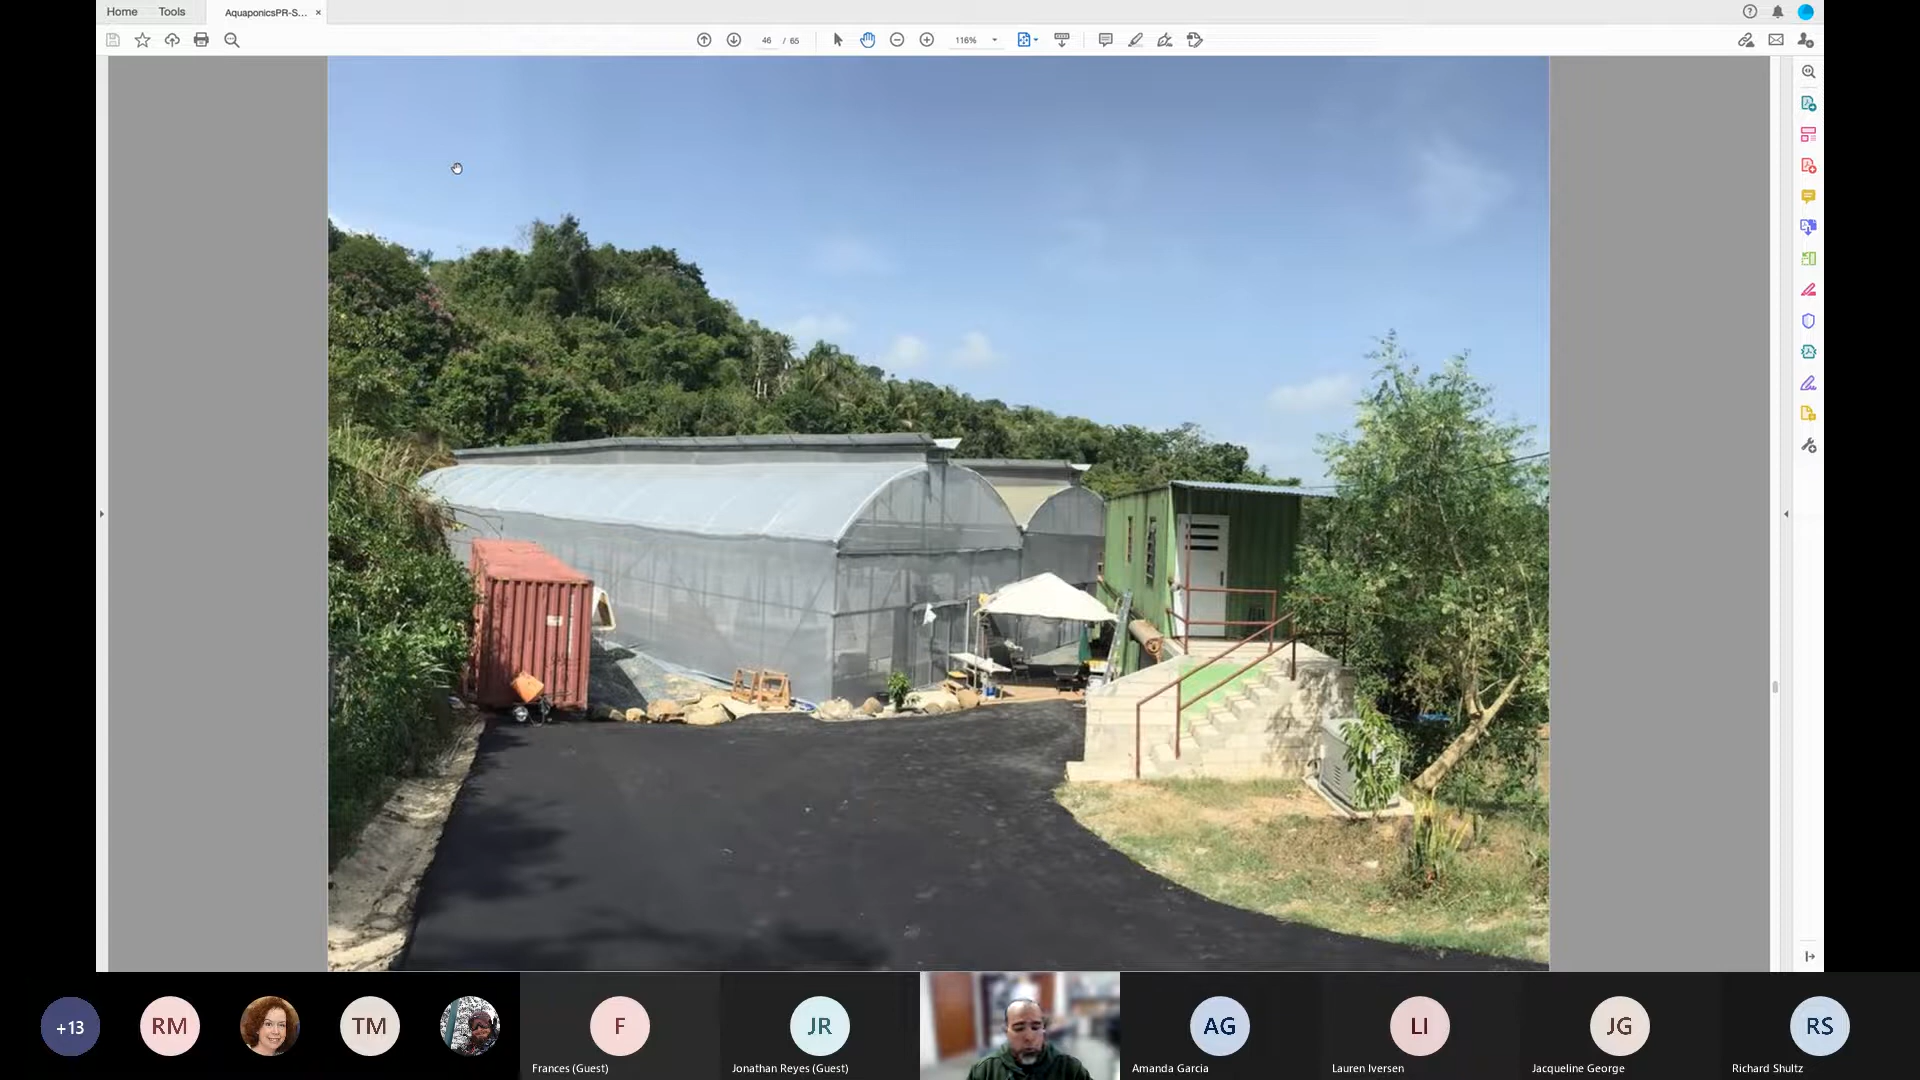 Home Tools AquaponicsPR-S... ×
46 / 65 116%
+13 RM TM F JR AG LI JG RS
Frances (Guest) Jonathan Reyes (Guest) Amanda Garcia Lauren Iversen Jacqueline George Richard Shultz